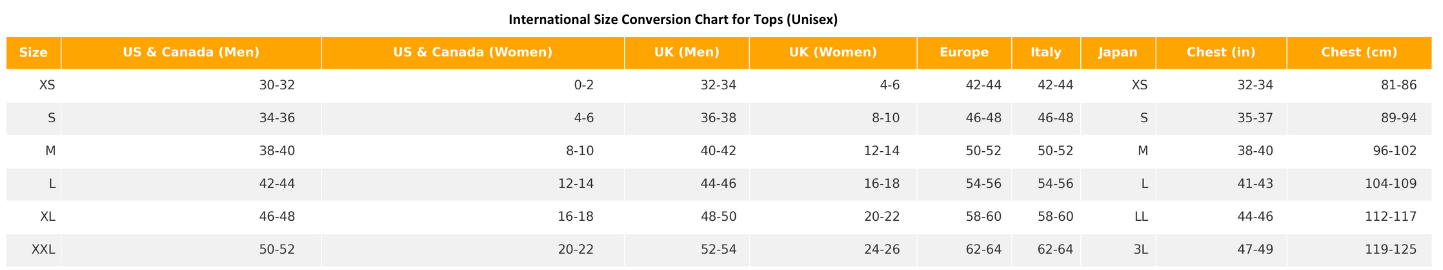 International Size Conversion Chart for Tops (Unisex)
Size US & Canada (Men) US & Canada (Women) UK (Men) UK (Women) Europe Italy Japan Chest (in) Chest (cm)
XS 30-32 0-2 32-34 4-6 42-44 42-44 XS 32-34 81-86
S 34-36 4-6 36-38 8-10 46-48 46-48 S 35-37 89-94
M 38-40 8-10 40-42 12-14 50-52 50-52 M 38-40 96-102
L 42-44 12-14 44-46 16-18 54-56 54-56 L 41-43 104-109
XL 46-48 16-18 48-50 20-22 58-60 58-60 LL 44-46 112-117
XXL 50-52 20-22 52-54 24-26 62-64 62-64 3L 47-49 119-125